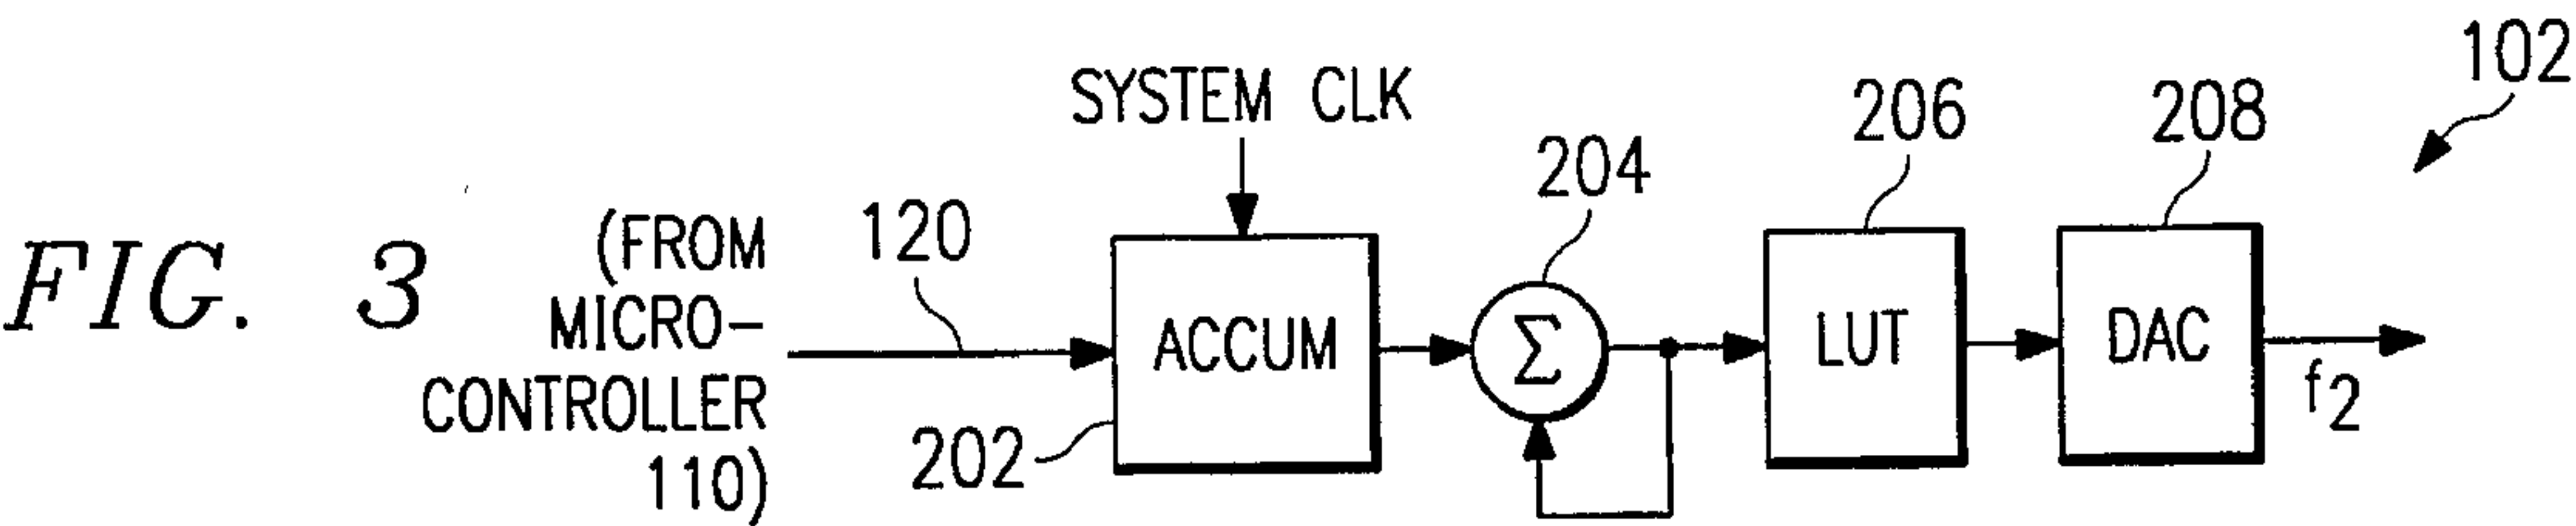 FIG. 3
(FROM
MICRO-
CONTROLLER
110)
120
SYSTEM CLK
ACCUM
202
204
Σ
206
LUT
208
DAC
102
f2